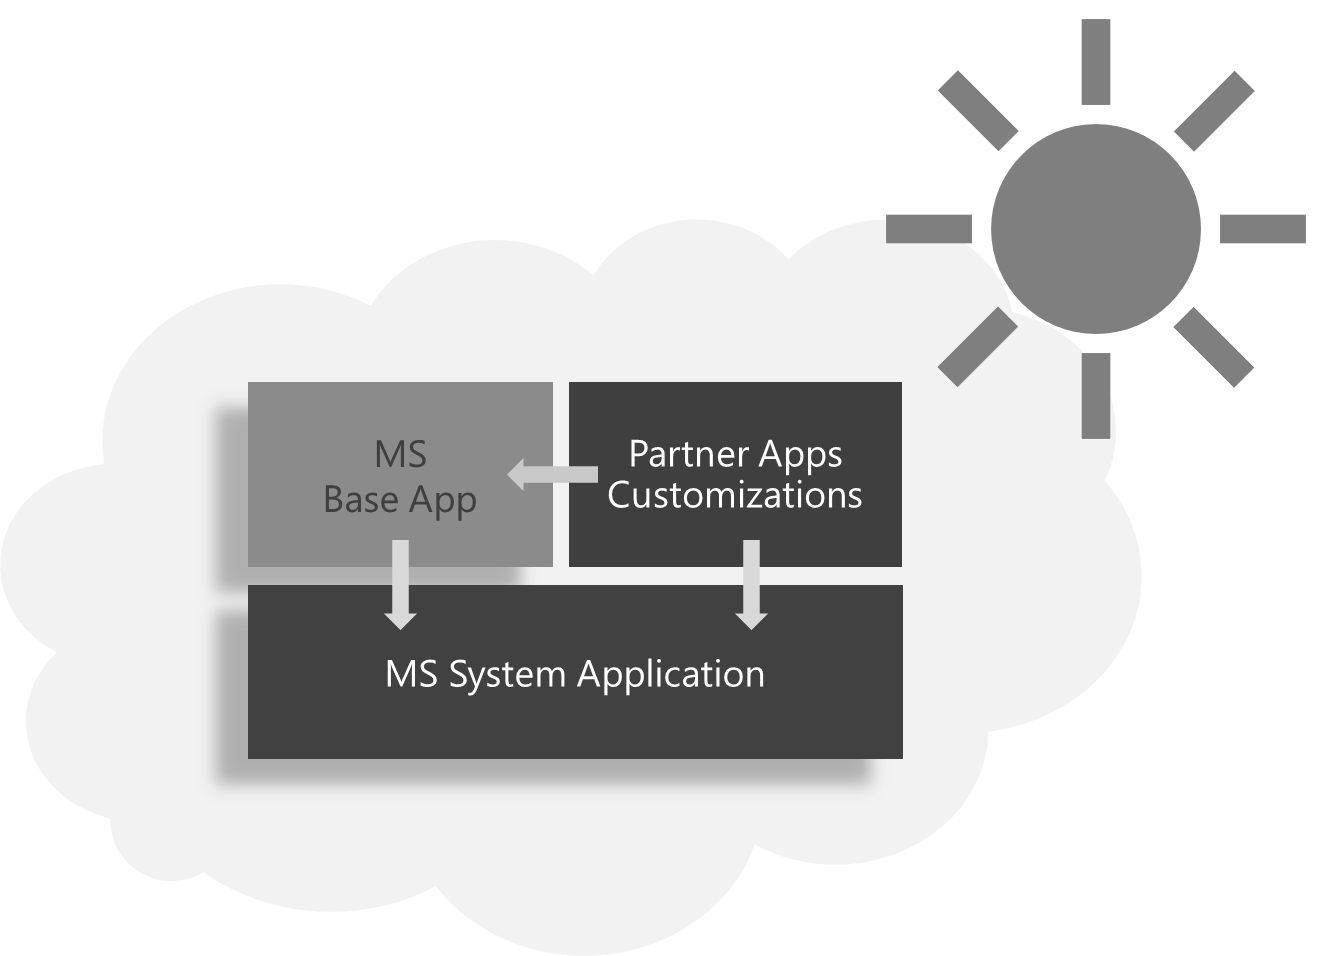 MS
Base App
Partner Apps
Customizations
MS System Application